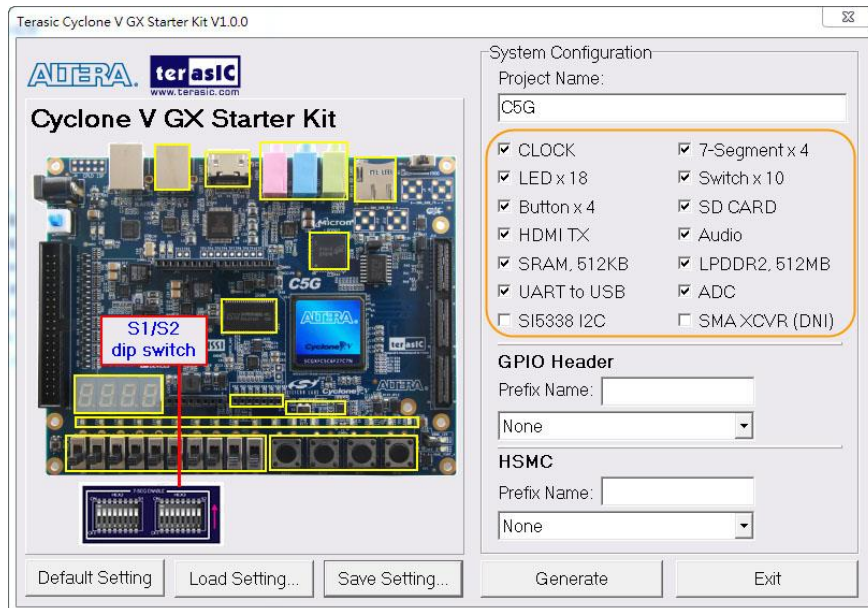 Terasic Cyclone V GX Starter Kit V1.0.0
ALTERA.
terasIC
www.terasic.com
Cyclone V GX Starter Kit
Micron
C5G
ALTERA
Cyclone V
terasIC
ALTERA
S1/S2
dip switch
System Configuration
Project Name:
C5G
CLOCK
7-Segment x 4
LED x 18
Switch x 10
Button x 4
SD CARD
HDMI TX
Audio
SRAM, 512KB
LPDDR2, 512MB
UART to USB
ADC
SI5338 I2C
SMA XCVR (DNI)
GPIO Header
Prefix Name:
None
HSMC
Prefix Name:
None
Default Setting
Load Setting...
Save Setting...
Generate
Exit